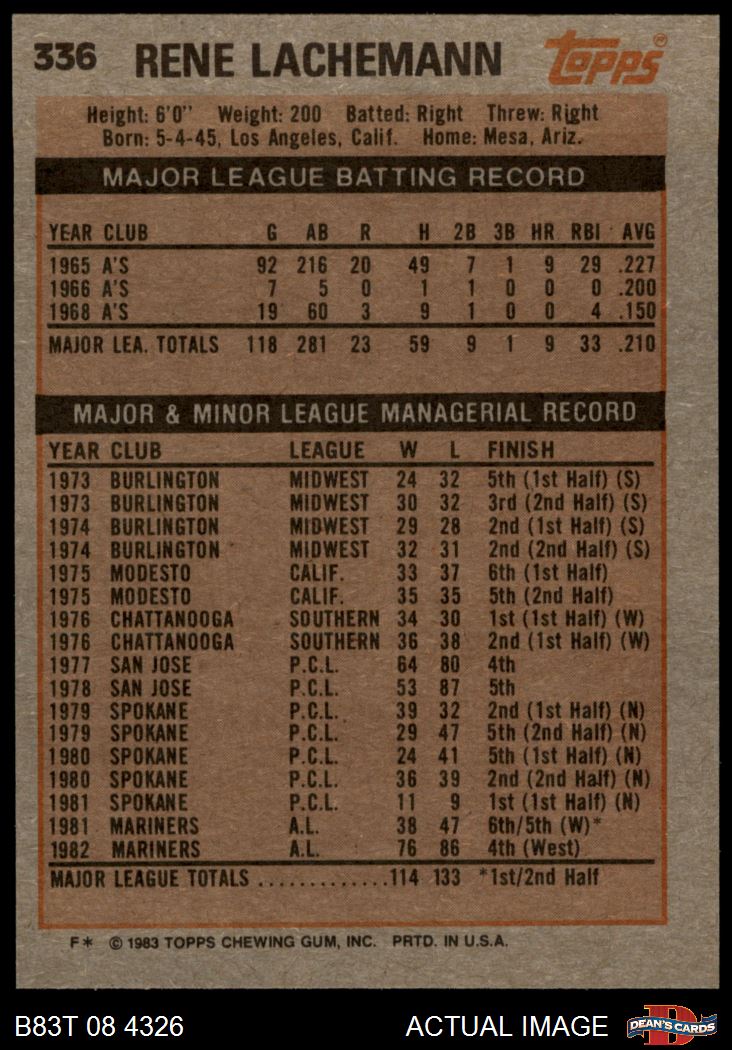 336 RENE LACHEMANN Topps
Height: 6'0" Weight: 200 Batted: Right Threw: Right
Born: 5-4-45, Los Angeles, Calif. Home: Mesa, Ariz.
MAJOR LEAGUE BATTING RECORD
YEAR CLUB G AB R H 2B 3B HR RBI AVG
1965 A'S 92 216 20 49 7 1 9 29 .227
1966 A'S 7 5 0 1 1 0 0 0 .200
1968 A'S 19 60 3 9 1 0 0 4 .150
MAJOR LEA. TOTALS 118 281 23 59 9 1 9 33 .210
MAJOR & MINOR LEAGUE MANAGERIAL RECORD
YEAR CLUB LEAGUE W L FINISH
1973 BURLINGTON MIDWEST 24 32 5th (1st Half) (S)
1973 BURLINGTON MIDWEST 30 32 3rd (2nd Half) (S)
1974 BURLINGTON MIDWEST 29 28 2nd (1st Half) (S)
1974 BURLINGTON MIDWEST 32 31 2nd (2nd Half) (S)
1975 MODESTO CALIF. 33 37 6th (1st Half)
1975 MODESTO CALIF. 35 35 5th (2nd Half)
1976 CHATTANOOGA SOUTHERN 34 30 1st (1st Half) (W)
1976 CHATTANOOGA SOUTHERN 36 38 2nd (1st Half) (W)
1977 SAN JOSE P.C.L. 64 80 4th
1978 SAN JOSE P.C.L. 53 87 5th
1979 SPOKANE P.C.L. 39 32 2nd (1st Half) (N)
1979 SPOKANE P.C.L. 29 47 5th (2nd Half) (N)
1980 SPOKANE P.C.L. 24 41 5th (1st Half) (N)
1980 SPOKANE P.C.L. 36 39 2nd (2nd Half) (N)
1981 SPOKANE P.C.L. 11 9 1st (1st Half) (N)
1981 MARINERS A.L. 38 47 6th/5th (W)*
1982 MARINERS A.L. 76 86 4th (West)
MAJOR LEAGUE TOTALS .............114 133 *1st/2nd Half
F* © 1983 TOPPS CHEWING GUM, INC. PRTD. IN U.S.A.
B83T 08 4326 ACTUAL IMAGE D DEAN'S CARDS